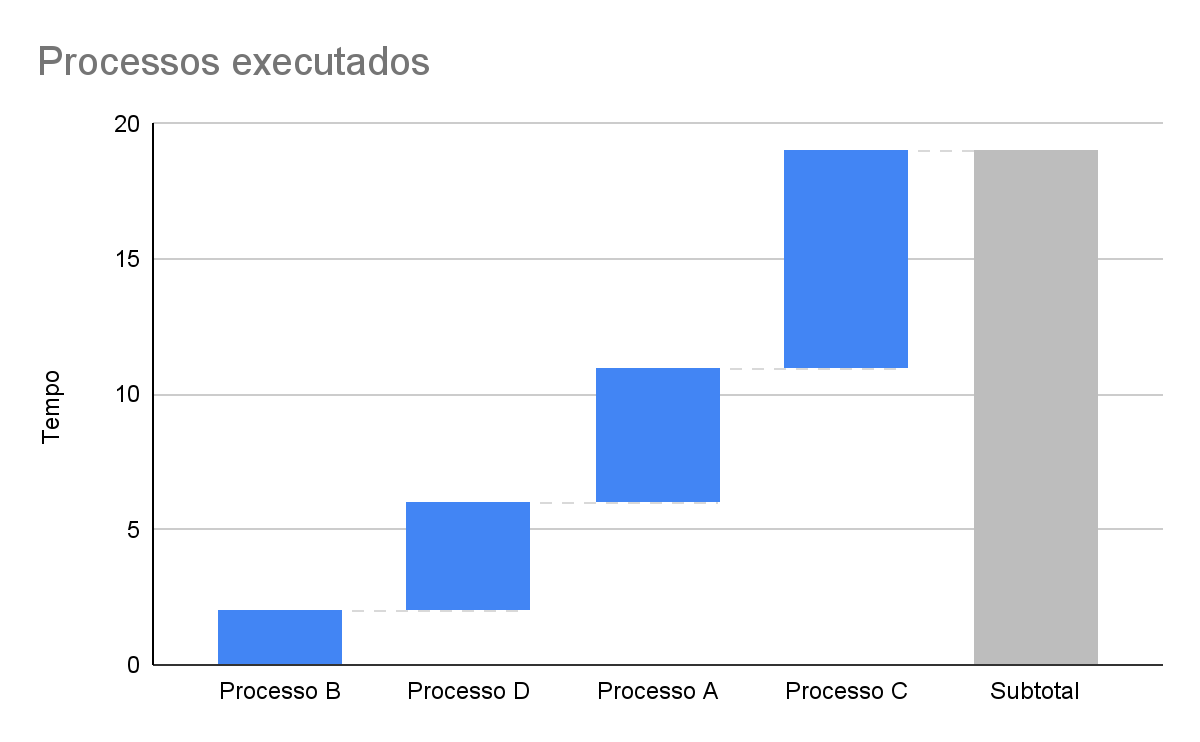 Processos executados
20
15
10
5
0
Tempo
Processo B
Processo D
Processo A
Processo C
Subtotal